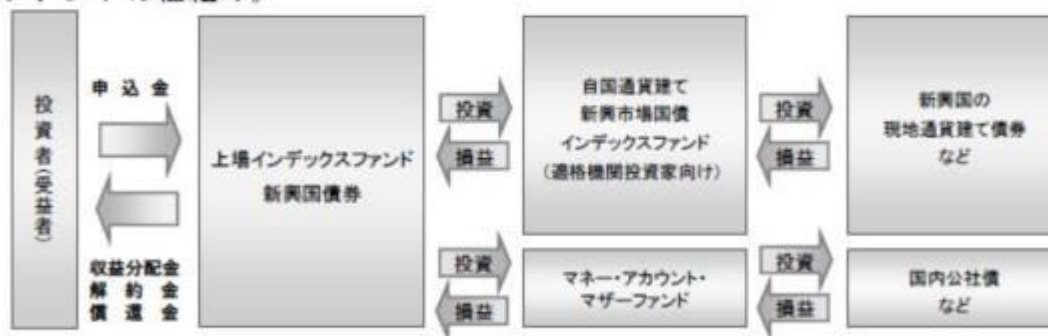 投資者(受益者)
申込金
収益分配金
解約金
償還金
上場インデックスファンド
新興国債券
投資
損益
自国通貨建て
新興市場国債
インデックスファンド
(適格機関投資家向け)
投資
損益
新興国の
現地通貨建て債券
など
投資
損益
マネー・アカウント・
マザーファンド
投資
損益
国内公社債
など